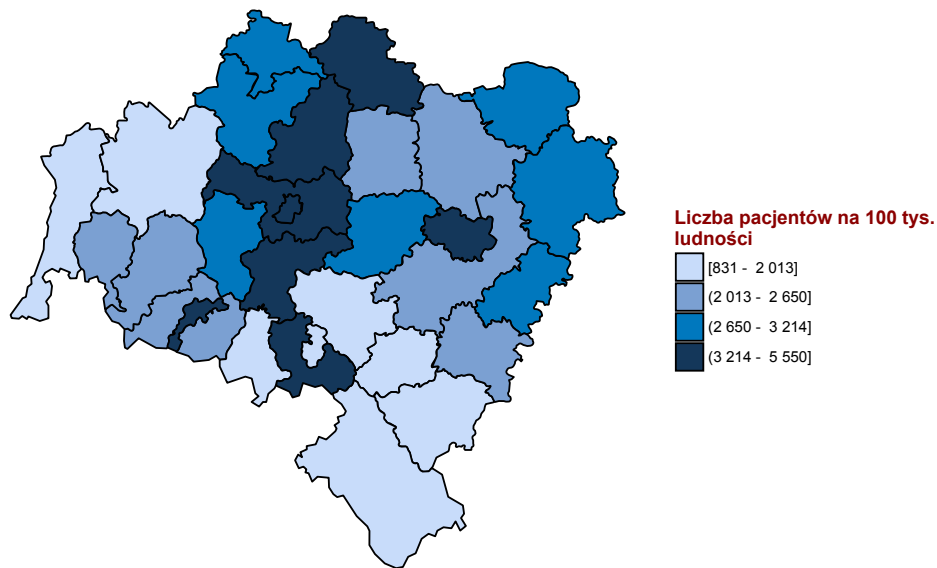 Liczba pacjentów na 100 tys.
ludności
[831 - 2 013]
(2 013 - 2 650]
(2 650 - 3 214]
(3 214 - 5 550]